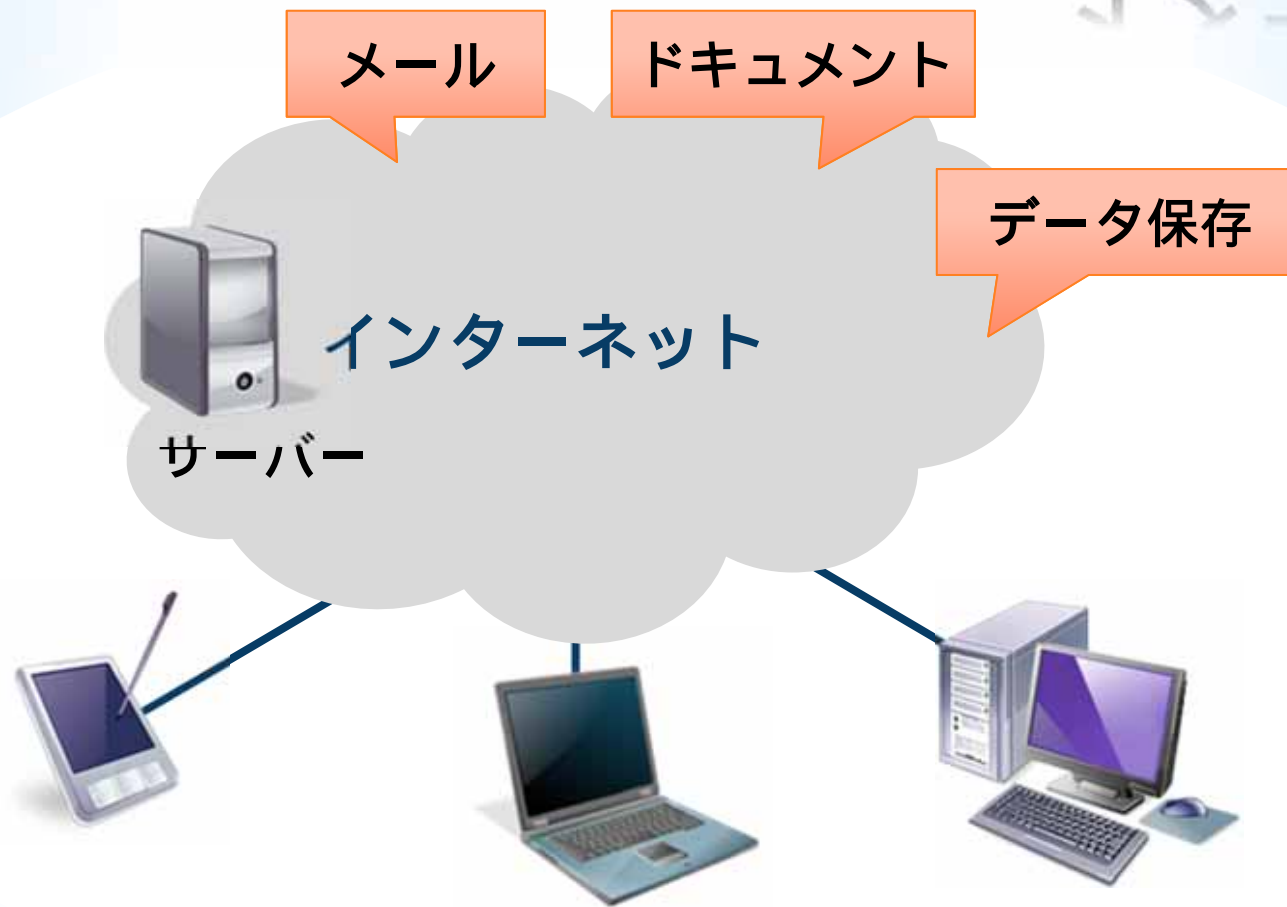 メール
ドキュメント
データ保存
インターネット
サーバー